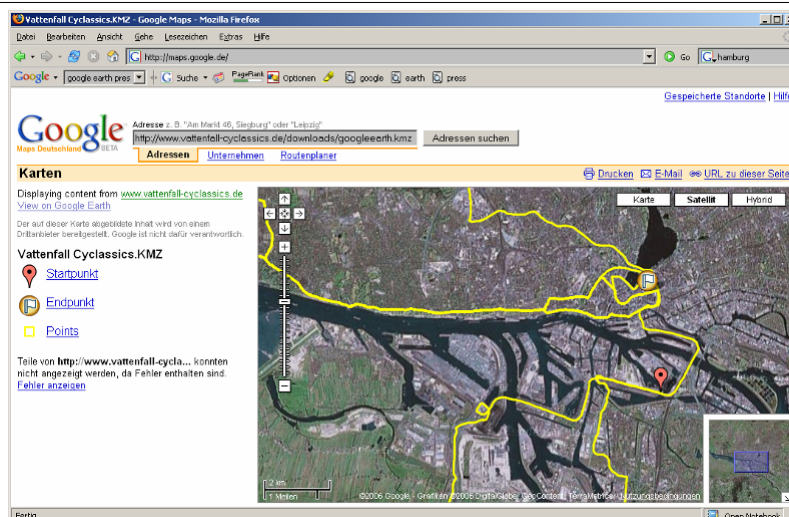 Vattenfall Cyclassics.KMZ - Google Maps - Mozilla Firefox
Datei Bearbeiten Ansicht Gehe Lesezeichen Extras Hilfe
http://maps.google.de/ Go hamburg
Google google earth pres Suche PageRank Optionen google earth press
Gespeicherte Standorte | Hilfe
Google
Maps Deutschland BETA
Adresse z. B. "Am Markt 46, Siegburg" oder "Leipzig"
http://www.vattenfall-cyclassics.de/downloads/googleearth.kmz Adressen suchen
Adressen Unternehmen Routenplaner
Karten Drucken E-Mail URL zu dieser Seite
Displaying content from www.vattenfall-cyclassics.de
View on Google Earth
Der auf dieser Karte abgebildete Inhalt wird von einem
Drittanbieter bereitgestellt. Google ist nicht dafür verantwortlich.
Vattenfall Cyclassics.KMZ
Startpunkt
Endpunkt
Points
Teile von http://www.vattenfall-cycla... konnten
nicht angezeigt werden, da Fehler enthalten sind.
Fehler anzeigen
Karte Satellit Hybrid
2 km
1 Meilen
©2006 Google - Grafiken ©2006 DigitalGlobe, GeoContent, TerraMetrics - Nutzungsbedingungen
Fertig Open Notebook